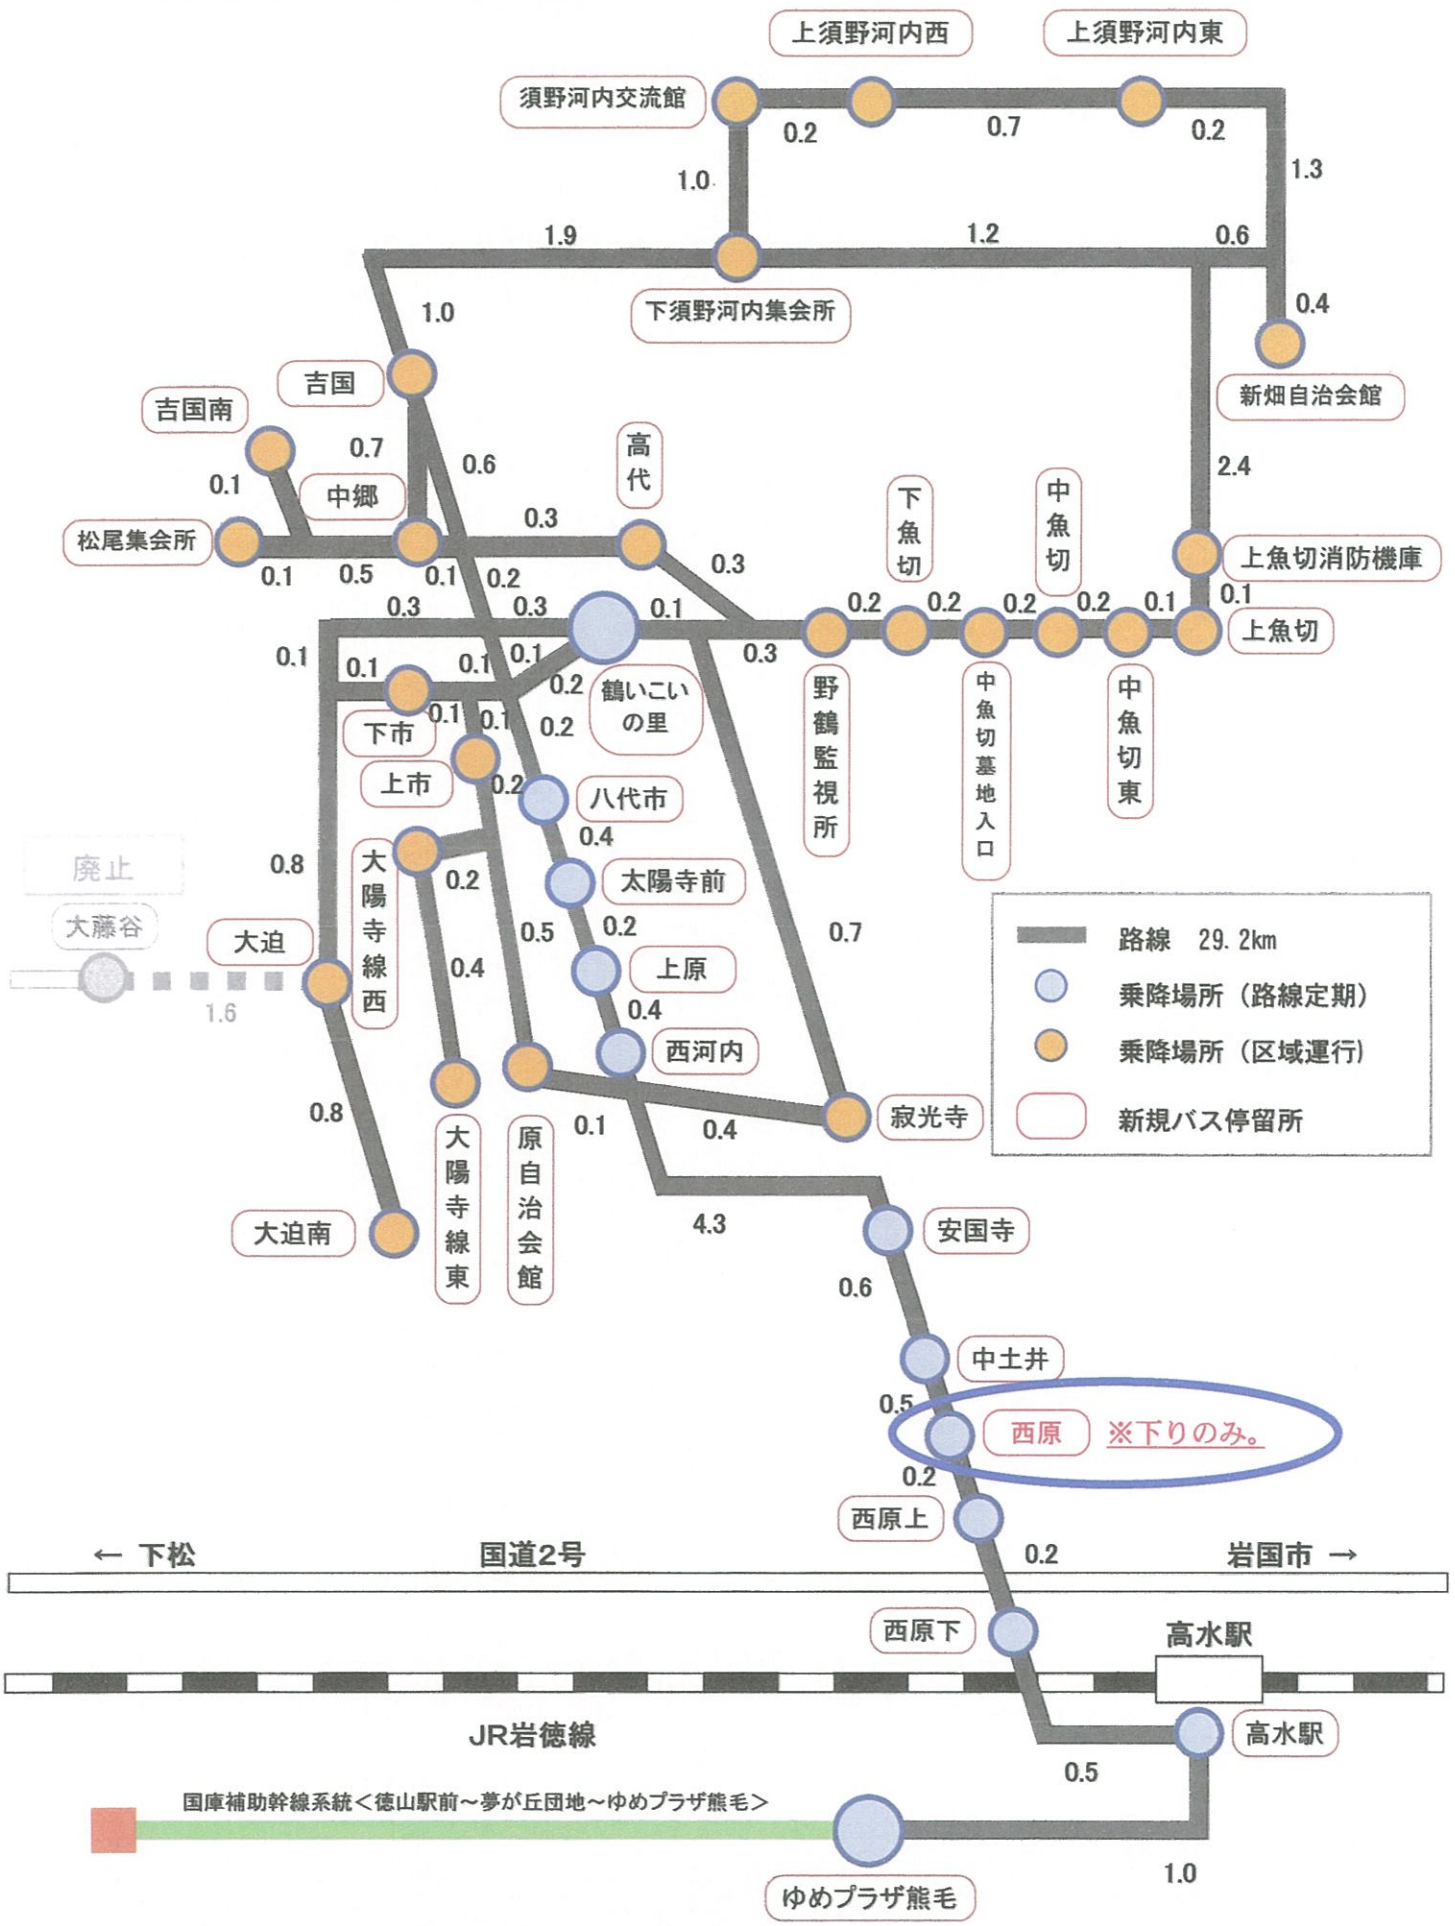 上須野河内西
上須野河内東
須野河内交流館
0.2
0.7
0.2
1.0
1.3
1.9
1.2
0.6
下須野河内集会所
1.0
0.4
吉国
新畑自治会館
吉国南
0.7
0.6
高代
0.1
中郷
2.4
松尾集会所
0.3
下魚切
中魚切
上魚切消防機庫
0.1
0.5
0.1
0.2
0.3
0.3
0.3
0.1
0.2
0.2
0.2
0.2
0.1
0.1
上魚切
0.1
0.1
0.1
0.1
0.2
0.3
鶴いこい
の里
野鶴監視所
中魚切墓地入口
中魚切東
下市
0.1
0.1
0.2
上市
0.2
八代市
0.4
廃止
大藤谷
0.8
大陽寺線西
0.2
太陽寺前
大迫
0.5
0.2
0.7
1.6
0.4
上原
0.4
西河内
路線 29.2km
乗降場所（路線定期）
乗降場所（区域運行)
新規バス停留所
0.8
0.1
0.4
寂光寺
大迫南
大陽寺線東
原自治会館
4.3
安国寺
0.6
中土井
0.5
西原 ※下りのみ。
0.2
西原上
← 下松
国道2号
0.2
岩国市 →
西原下
高水駅
JR岩徳線
高水駅
0.5
国庫補助幹線系統＜徳山駅前～夢が丘団地～ゆめプラザ熊毛＞
1.0
ゆめプラザ熊毛